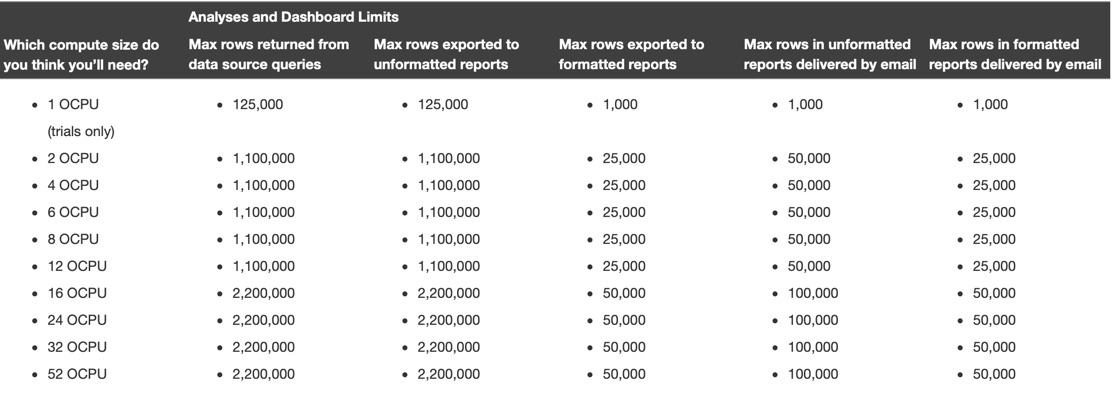 Analyses and Dashboard Limits
Which compute size do you think you'll need? Max rows returned from data source queries Max rows exported to unformatted reports Max rows exported to formatted reports Max rows in unformatted reports delivered by email Max rows in formatted reports delivered by email
• 1 OCPU • 125,000 • 125,000 • 1,000 • 1,000 • 1,000
(trials only)
• 2 OCPU • 1,100,000 • 1,100,000 • 25,000 • 50,000 • 25,000
• 4 OCPU • 1,100,000 • 1,100,000 • 25,000 • 50,000 • 25,000
• 6 OCPU • 1,100,000 • 1,100,000 • 25,000 • 50,000 • 25,000
• 8 OCPU • 1,100,000 • 1,100,000 • 25,000 • 50,000 • 25,000
• 12 OCPU • 1,100,000 • 1,100,000 • 25,000 • 50,000 • 25,000
• 16 OCPU • 2,200,000 • 2,200,000 • 50,000 • 100,000 • 50,000
• 24 OCPU • 2,200,000 • 2,200,000 • 50,000 • 100,000 • 50,000
• 32 OCPU • 2,200,000 • 2,200,000 • 50,000 • 100,000 • 50,000
• 52 OCPU • 2,200,000 • 2,200,000 • 50,000 • 100,000 • 50,000